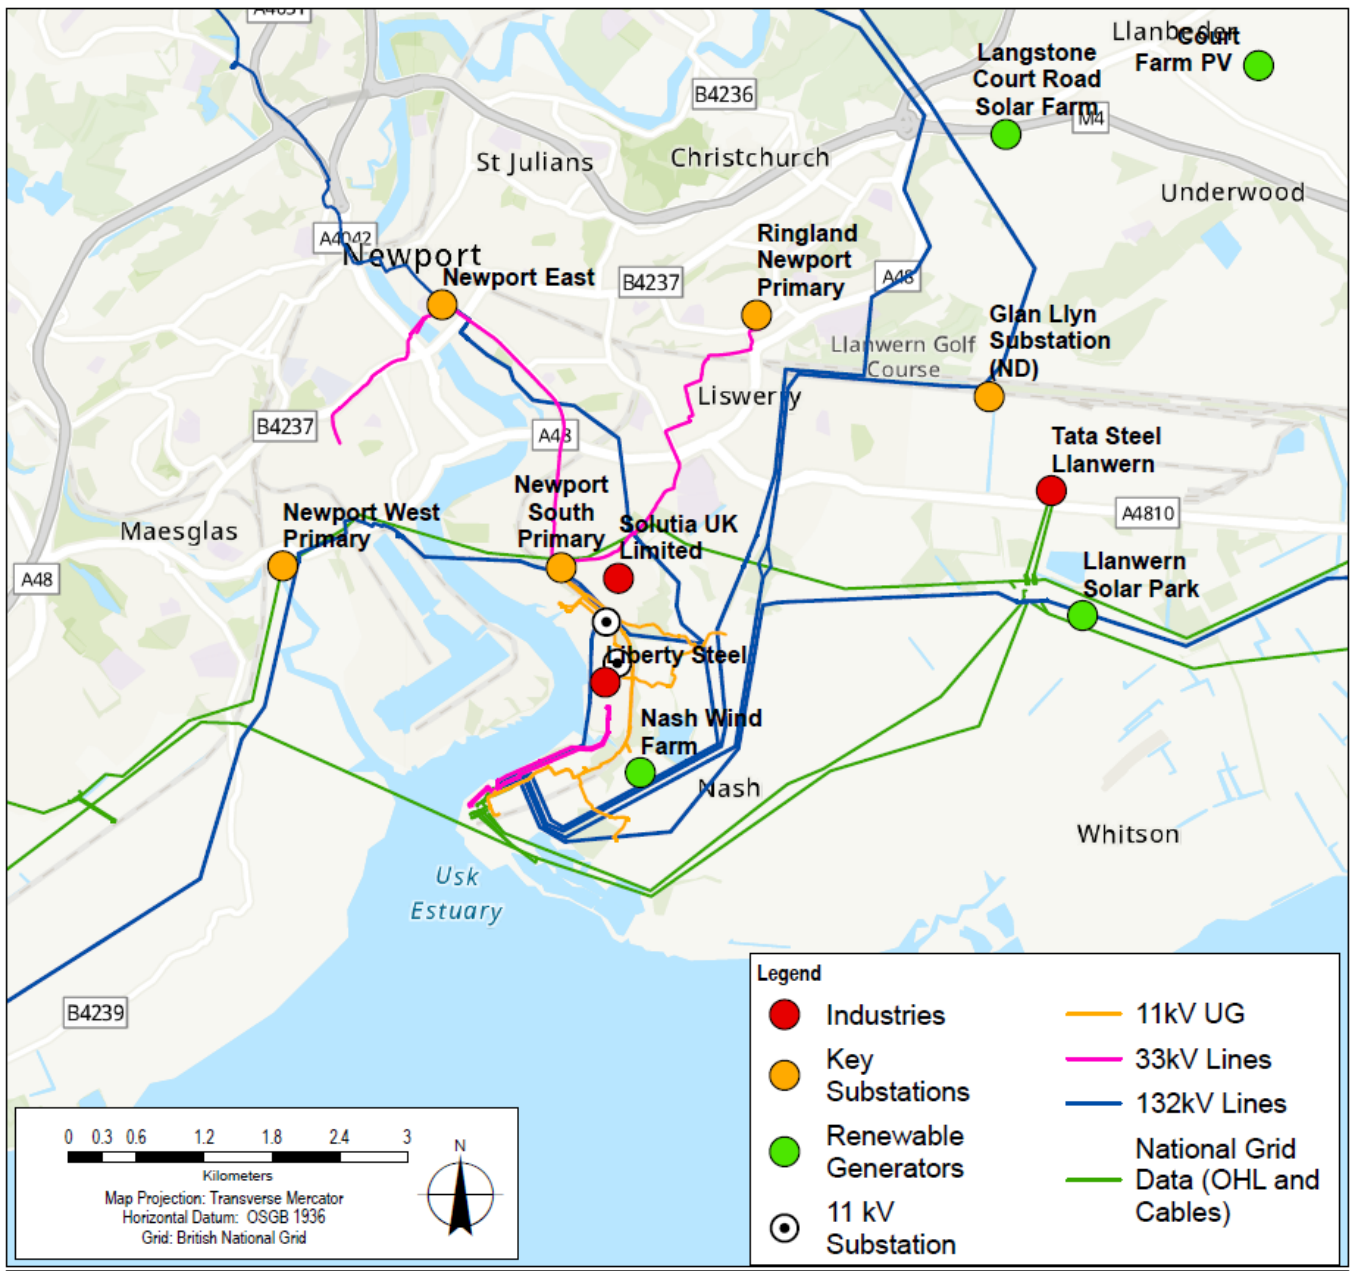 A4051
Llanbeder
Court
Farm PV
Langstone
Court Road
Solar Farm
B4236
M4
St Julians
Christchurch
Underwood
A4042
Newport
Ringland
Newport
Primary
Newport East
B4237
A48
Glan Llyn
Substation
(ND)
Llanwern Golf
Course
Liswerry
B4237
A48
Tata Steel
Llanwern
Newport
South
Primary
Newport West
Primary
Maesglas
Solutia UK
Limited
A4810
A48
Llanwern
Solar Park
Liberty Steel
Nash Wind
Farm
Nash
Whitson
Usk
Estuary
B4239
Legend
Industries
Key
Substations
Renewable
Generators
11 kV
Substation
11kV UG
33kV Lines
132kV Lines
National Grid
Data (OHL and
Cables)
0 0.3 0.6 1.2 1.8 2.4 3
Kilometers
Map Projection: Transverse Mercator
Horizontal Datum: OSGB 1936
Grid: British National Grid
N